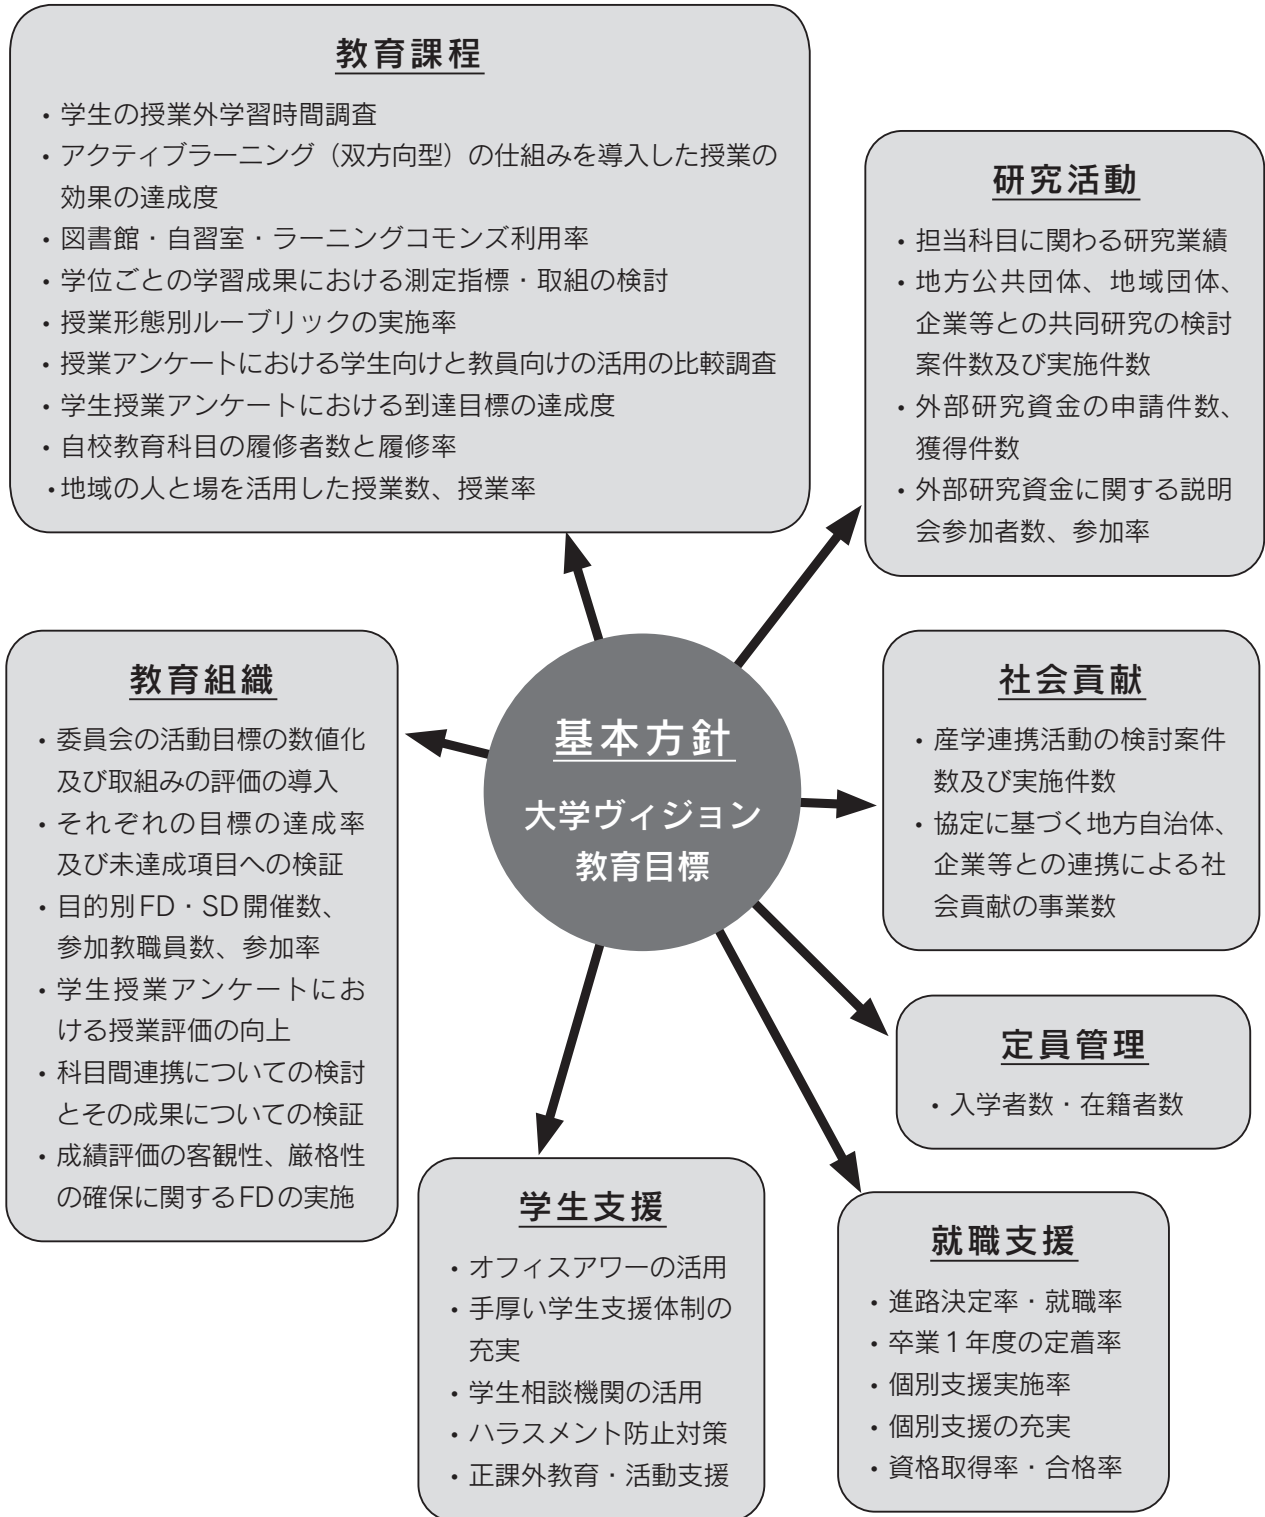 教育課程
・学生の授業外学習時間調査
・アクティブラーニング（双方向型）の仕組みを導入した授業の
効果の達成度
・図書館・自習室・ラーニングコモンズ利用率
・学位ごとの学習成果における測定指標・取組の検討
・授業形態別ルーブリックの実施率
・授業アンケートにおける学生向けと教員向けの活用の比較調査
・学生授業アンケートにおける到達目標の達成度
・自校教育科目の履修者数と履修率
・地域の人と場を活用した授業数、授業率
研究活動
・担当科目に関わる研究業績
・地方公共団体、地域団体、
企業等との共同研究の検討
案件数及び実施件数
・外部研究資金の申請件数、
獲得件数
・外部研究資金に関する説明
会参加者数、参加率
教育組織
・委員会の活動目標の数値化
及び取組みの評価の導入
・それぞれの目標の達成率
及び未達成項目への検証
・目的別FD・SD開催数、
参加教職員数、参加率
・学生授業アンケートにお
ける授業評価の向上
・科目間連携についての検討
とその成果についての検証
・成績評価の客観性、厳格性
の確保に関するFDの実施
基本方針
大学ヴィジョン
教育目標
社会貢献
・産学連携活動の検討案件
数及び実施件数
・協定に基づく地方自治体、
企業等との連携による社
会貢献の事業数
定員管理
・入学者数・在籍者数
学生支援
・オフィスアワーの活用
・手厚い学生支援体制の
充実
・学生相談機関の活用
・ハラスメント防止対策
・正課外教育・活動支援
就職支援
・進路決定率・就職率
・卒業1年度の定着率
・個別支援実施率
・個別支援の充実
・資格取得率・合格率